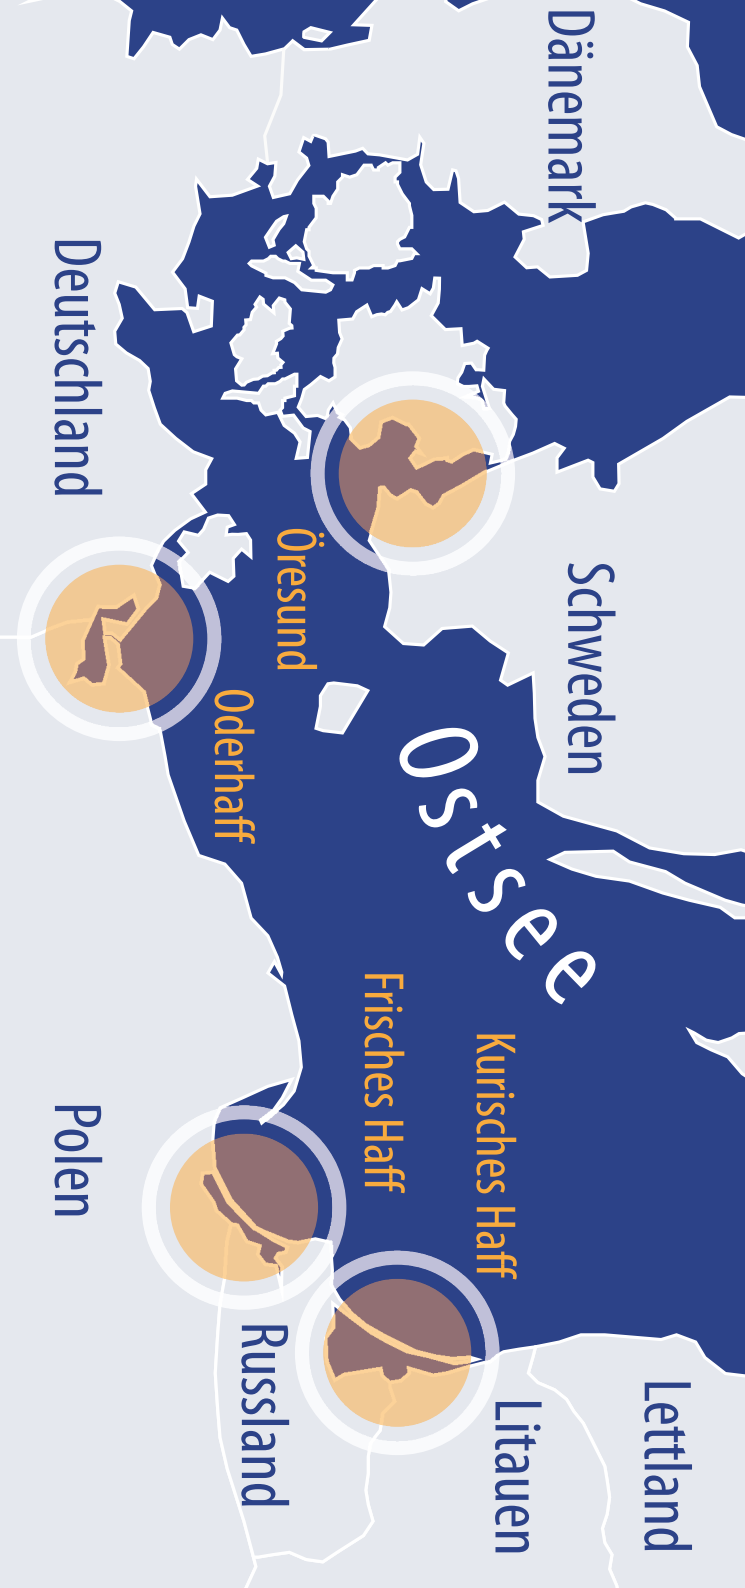 Dänemark
Schweden
Lettland
Ostsee
Kurisches Haff
Litauen
Frisches Haff
Öresund
Oderhaff
Russland
Deutschland
Polen